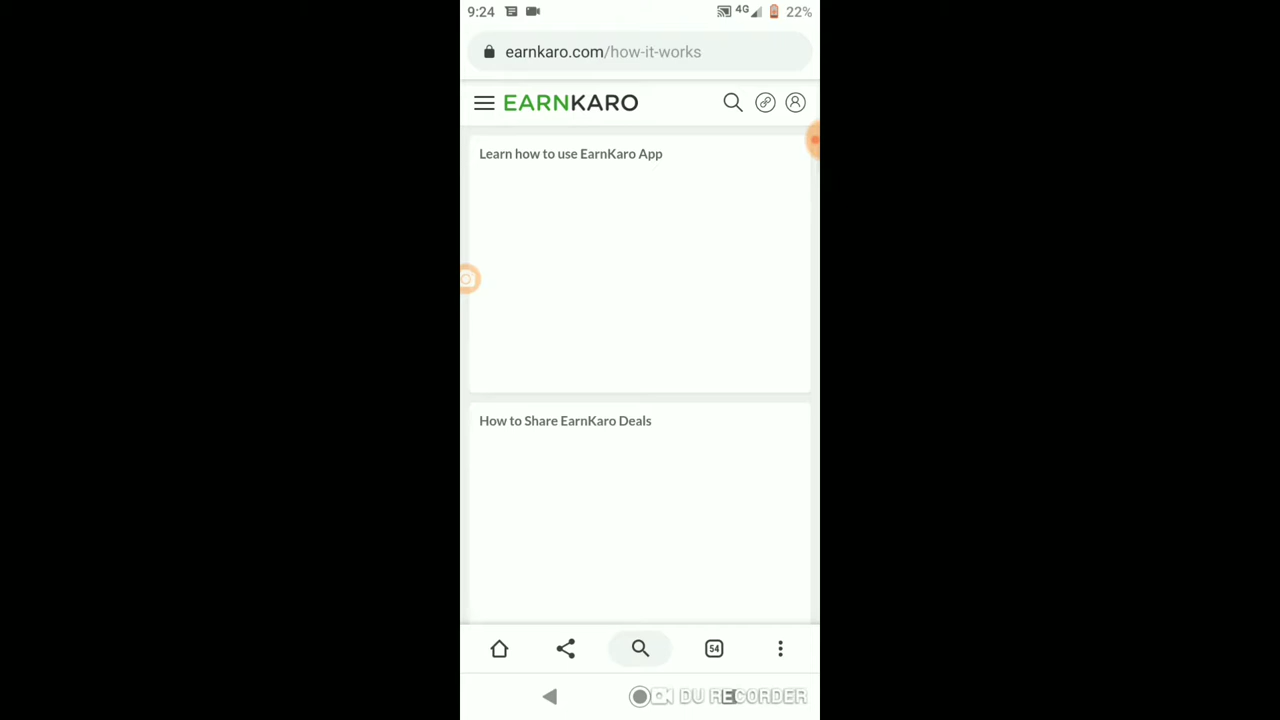 9:24
4G
22%
earnkaro.com/how-it-works
EARNKARO
Learn how to use EarnKaro App
How to Share EarnKaro Deals
54
DU RECORDER